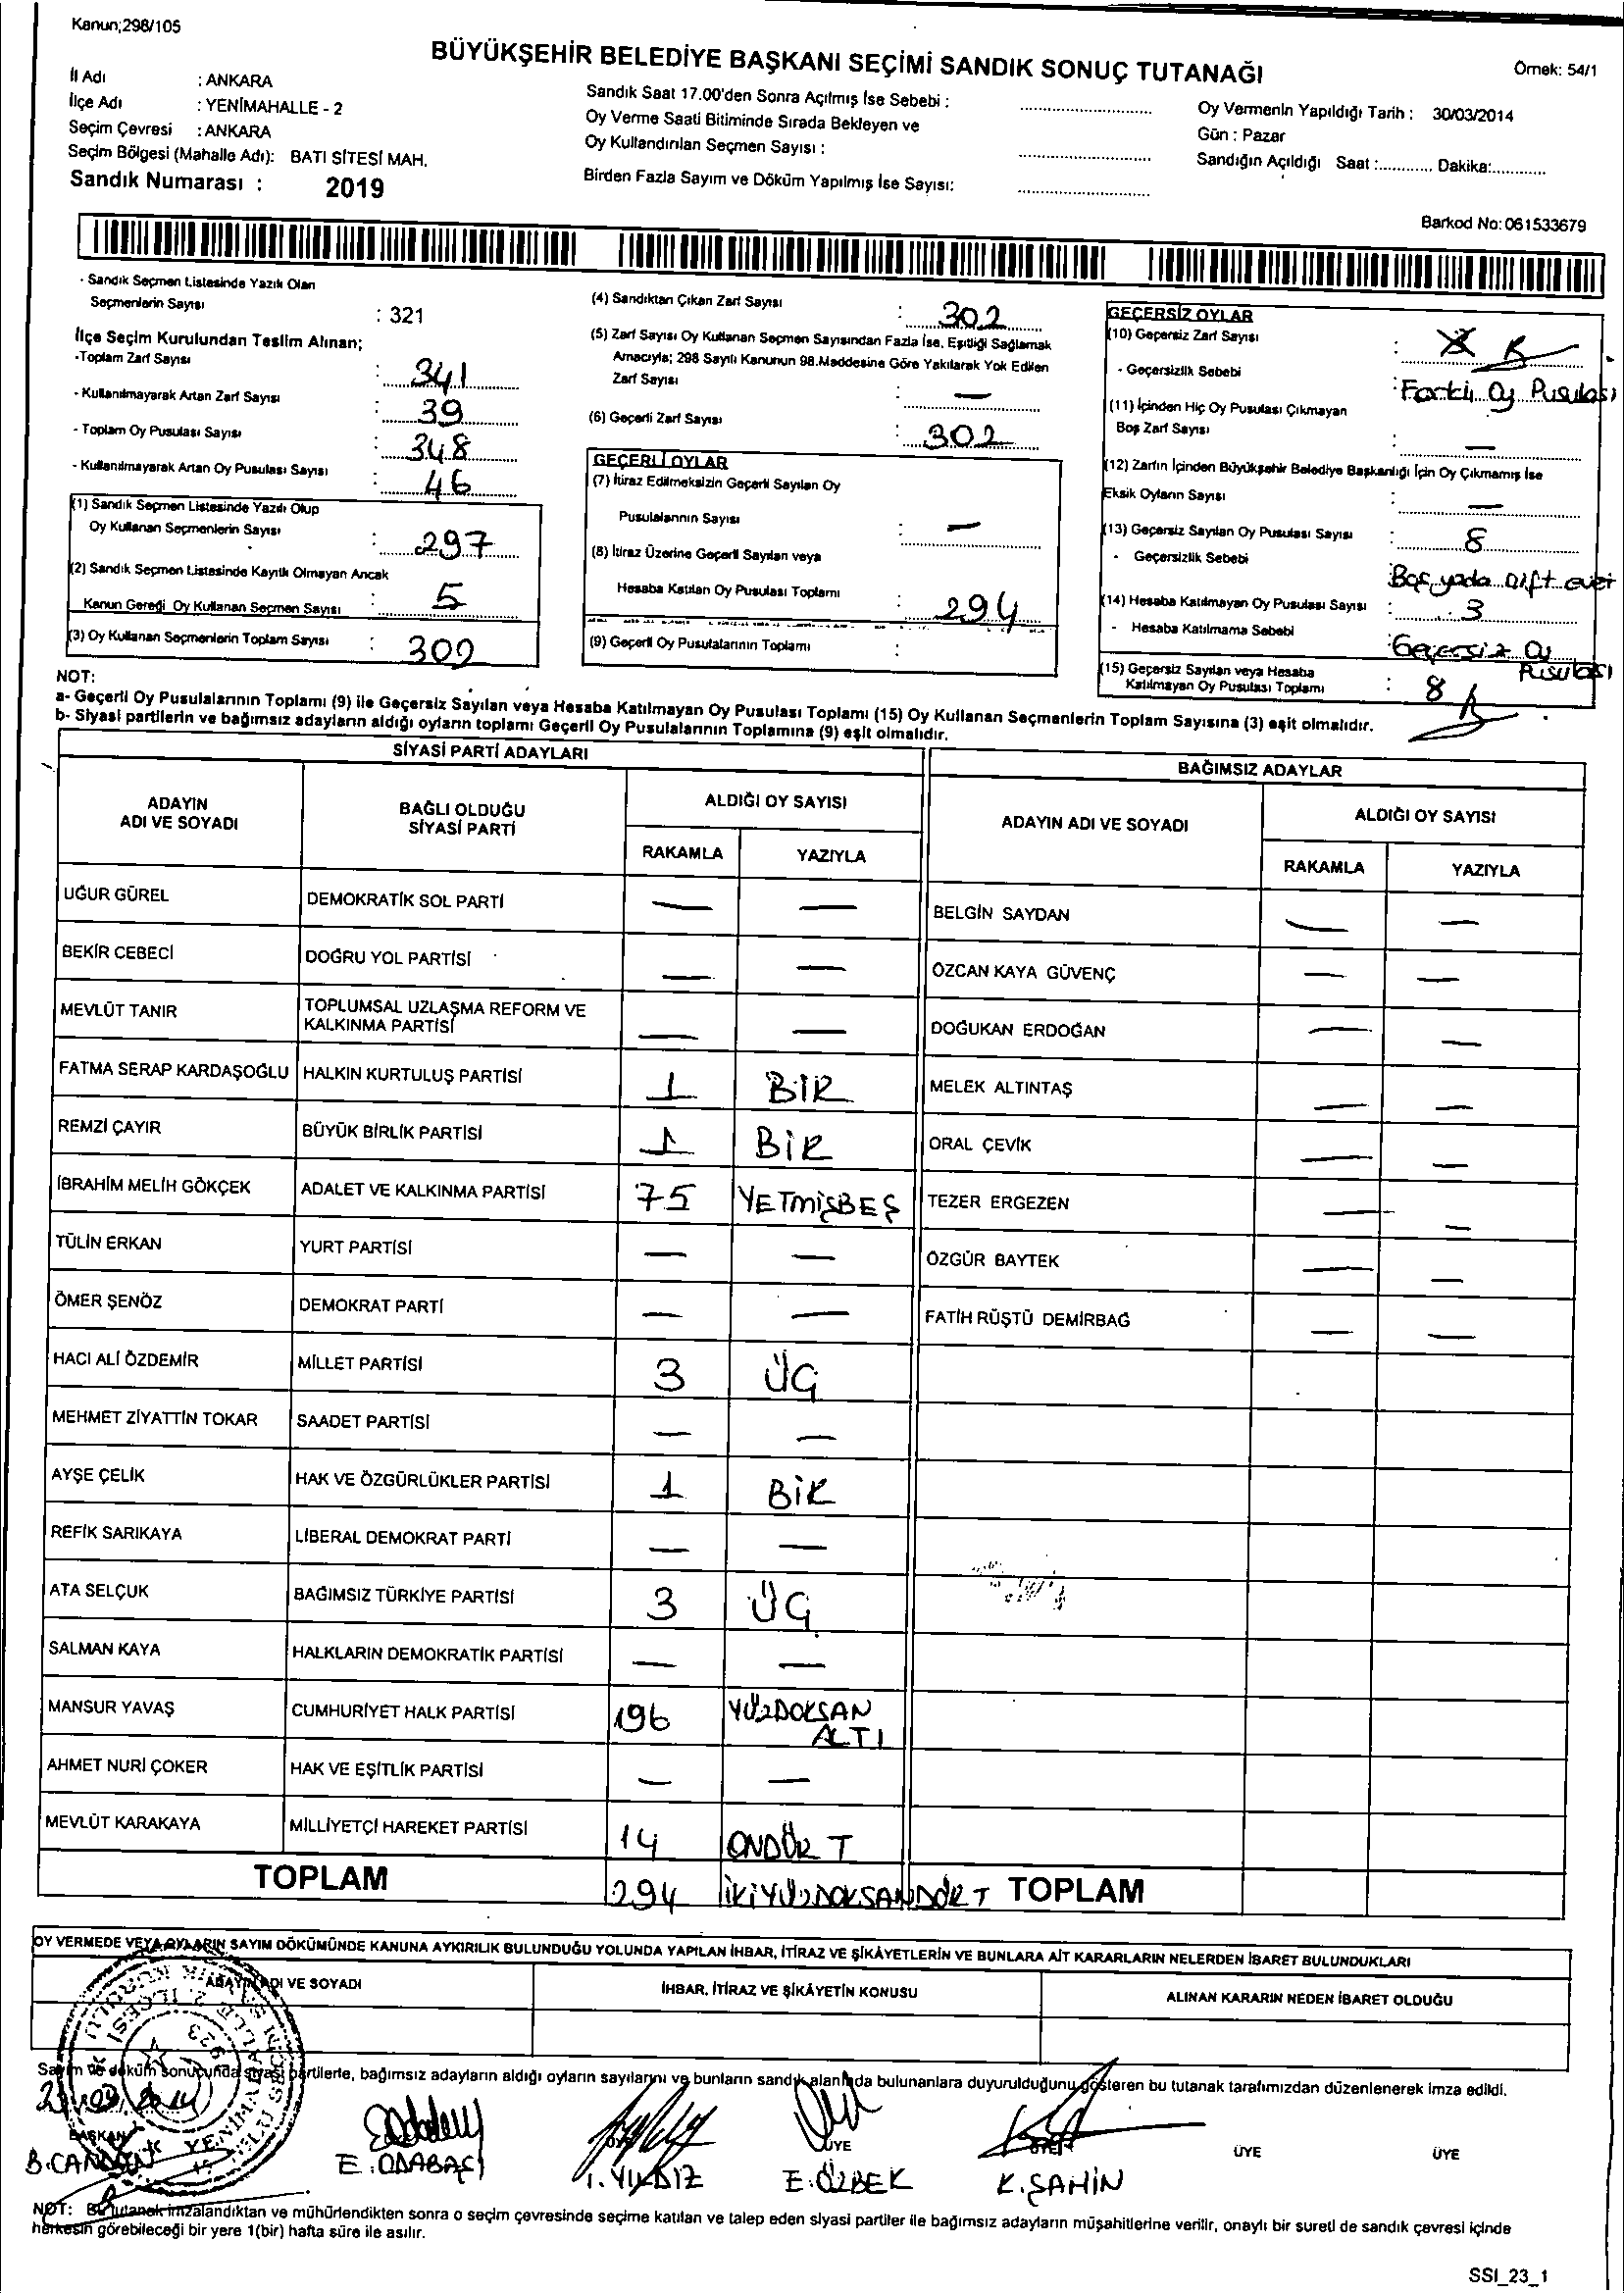 Kanun;298/105
BÜYÜKŞEHİR BELEDİYE BAŞKANI SEÇİMİ SANDIK SONUÇ TUTANAĞI
Örnek: 54/1
İl Adı : ANKARA
İlçe Adı : YENİMAHALLE - 2
Seçim Çevresi : ANKARA
Seçim Bölgesi (Mahalle Adı): BATI SİTESİ MAH.
Sandık Numarası : 2019
Sandık Saat 17.00'den Sonra Açılmış İse Sebebi :
Oy Verme Saati Bitiminde Sırada Bekleyen ve
Oy Kullandırılan Seçmen Sayısı :
Birden Fazla Sayım ve Döküm Yapılmış İse Sayısı:
Oy Vermenin Yapıldığı Tarih : 30/03/2014
Gün : Pazar
Sandığın Açıldığı Saat :............. Dakika:............
Barkod No: 061533679
- Sandık Seçmen Listesinde Yazılı Olan
Seçmenlerin Sayısı : 321
İlçe Seçim Kurulundan Teslim Alınan;
-Toplam Zarf Sayısı : 341
- Kullanılmayarak Artan Zarf Sayısı : 39
- Toplam Oy Pusulası Sayısı : 348
- Kullanılmayarak Artan Oy Pusulası Sayısı : 46
(1) Sandık Seçmen Listesinde Yazılı Olup
Oy Kullanan Seçmenlerin Sayısı : 297
(2) Sandık Seçmen Listesinde Kayıtlı Olmayan Ancak
Kanun Gereği Oy Kullanan Seçmen Sayısı : 5
(3) Oy Kullanan Seçmenlerin Toplam Sayısı : 302
(4) Sandıktan Çıkan Zarf Sayısı : 302
(5) Zarf Sayısı Oy Kullanan Seçmen Sayısından Fazla İse, Eşitliği Sağlamak
Amacıyla; 298 Sayılı Kanunun 98.Maddesine Göre Yakılarak Yok Edilen
Zarf Sayısı : —
(6) Geçerli Zarf Sayısı : 302
GEÇERLİ OYLAR
(7) İtiraz Edilmeksizin Geçerli Sayılan Oy
Pusulalarının Sayısı : —
(8) İtiraz Üzerine Geçerli Sayılan veya
Hesaba Katılan Oy Pusulası Toplamı : 294
(9) Geçerli Oy Pusulalarının Toplamı :
GEÇERSİZ OYLAR
(10) Geçersiz Zarf Sayısı :
- Geçersizlik Sebebi : Farklı Oy Pusulası
(11) İçinden Hiç Oy Pusulası Çıkmayan
Boş Zarf Sayısı : —
(12) Zarfın İçinden Büyükşehir Belediye Başkanlığı İçin Oy Çıkmamış İse
Eksik Oyların Sayısı : —
(13) Geçersiz Sayılan Oy Pusulası Sayısı : 8
- Geçersizlik Sebebi : Boş yada çift evet
(14) Hesaba Katılmayan Oy Pusulası Sayısı : 3
- Hesaba Katılmama Sebebi : Geçersiz Oy Pusulası
(15) Geçersiz Sayılan veya Hesaba
Katılmayan Oy Pusulası Toplamı : 8
NOT:
a- Geçerli Oy Pusulalarının Toplamı (9) ile Geçersiz Sayılan veya Hesaba Katılmayan Oy Pusulası Toplamı (15) Oy Kullanan Seçmenlerin Toplam Sayısına (3) eşit olmalıdır.
b- Siyasi partilerin ve bağımsız adayların aldığı oyların toplamı Geçerli Oy Pusulalarının Toplamına (9) eşit olmalıdır.
SİYASİ PARTİ ADAYLARI
BAĞIMSIZ ADAYLAR
ADAYIN ADI VE SOYADI
BAĞLI OLDUĞU SİYASİ PARTİ
ALDIĞI OY SAYISI
RAKAMLA YAZIYLA
ADAYIN ADI VE SOYADI
ALDIĞI OY SAYISI
RAKAMLA YAZIYLA
UĞUR GÜREL DEMOKRATİK SOL PARTİ — — BELGİN SAYDAN — —
BEKİR CEBECİ DOĞRU YOL PARTİSİ — — ÖZCAN KAYA GÜVENÇ — —
MEVLÜT TANIR TOPLUMSAL UZLAŞMA REFORM VE KALKINMA PARTİSİ — — DOĞUKAN ERDOĞAN — —
FATMA SERAP KARDAŞOĞLU HALKIN KURTULUŞ PARTİSİ 1 BİR MELEK ALTINTAŞ — —
REMZİ ÇAYIR BÜYÜK BİRLİK PARTİSİ 1 BİR ORAL ÇEVİK — —
İBRAHİM MELİH GÖKÇEK ADALET VE KALKINMA PARTİSİ 75 YETMİŞBEŞ TEZER ERGEZEN — —
TÜLİN ERKAN YURT PARTİSİ — — ÖZGÜR BAYTEK — —
ÖMER ŞENÖZ DEMOKRAT PARTİ — — FATİH RÜŞTÜ DEMİRBAĞ — —
HACI ALİ ÖZDEMİR MİLLET PARTİSİ 3 ÜÇ
MEHMET ZİYATTİN TOKAR SAADET PARTİSİ — —
AYŞE ÇELİK HAK VE ÖZGÜRLÜKLER PARTİSİ 1 BİR
REFİK SARIKAYA LİBERAL DEMOKRAT PARTİ — —
ATA SELÇUK BAĞIMSIZ TÜRKİYE PARTİSİ 3 ÜÇ
SALMAN KAYA HALKLARIN DEMOKRATİK PARTİSİ — —
MANSUR YAVAŞ CUMHURİYET HALK PARTİSİ 196 YÜZDOKSAN ALTI
AHMET NURİ ÇOKER HAK VE EŞİTLİK PARTİSİ — —
MEVLÜT KARAKAYA MİLLİYETÇİ HAREKET PARTİSİ 14 ONDÖRT
TOPLAM 294 İKİYÜZDOKSANDÖRT TOPLAM
OY VERMEDE VEYA OYLARIN SAYIM DÖKÜMÜNDE KANUNA AYKIRILIK BULUNDUĞU YOLUNDA YAPILAN İHBAR, İTİRAZ VE ŞİKÂYETLERİN VE BUNLARA AİT KARARLARIN NELERDEN İBARET BULUNDUKLARI
ADAYIN ADI VE SOYADI İHBAR, İTİRAZ VE ŞİKÂYETİN KONUSU ALINAN KARARIN NEDEN İBARET OLDUĞU
Sayım ve döküm sonucunda siyasi partilerle, bağımsız adayların aldığı oyların sayılarını ve bunların sandık alanında bulunanlara duyurulduğunu gösteren bu tutanak tarafımızdan düzenlenerek imza edildi.
BAŞKAN ÜYE ÜYE ÜYE ÜYE
B.CANDEN E.ODABAŞI İ.YILDIZ E.ÖZBEK K.ŞAHİN
NOT: Bu tutanak imzalandıktan ve mühürlendikten sonra o seçim çevresinde seçime katılan ve talep eden siyasi partiler ile bağımsız adayların müşahitlerine verilir, onaylı bir sureti de sandık çevresi içinde
herkesin görebileceği bir yere 1(bir) hafta süre ile asılır.
SSI_23_1